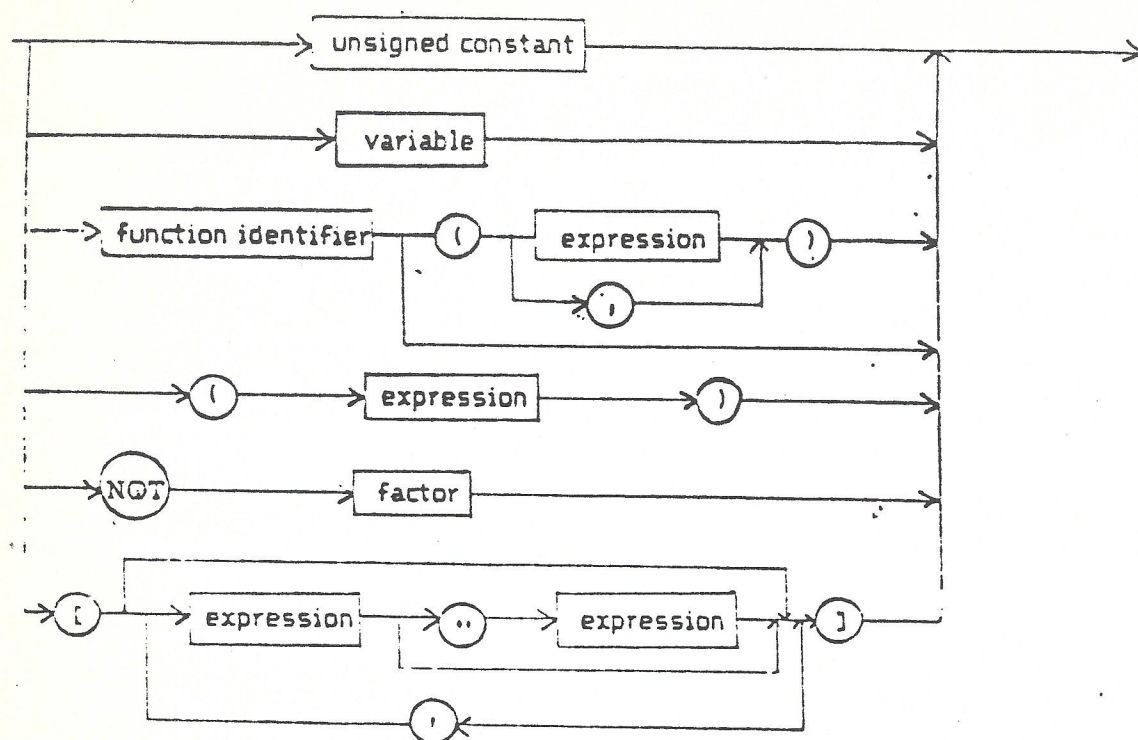 unsigned constant
variable
function identifier ( expression )
,
( expression )
NOT factor
[ expression .. expression ]
,